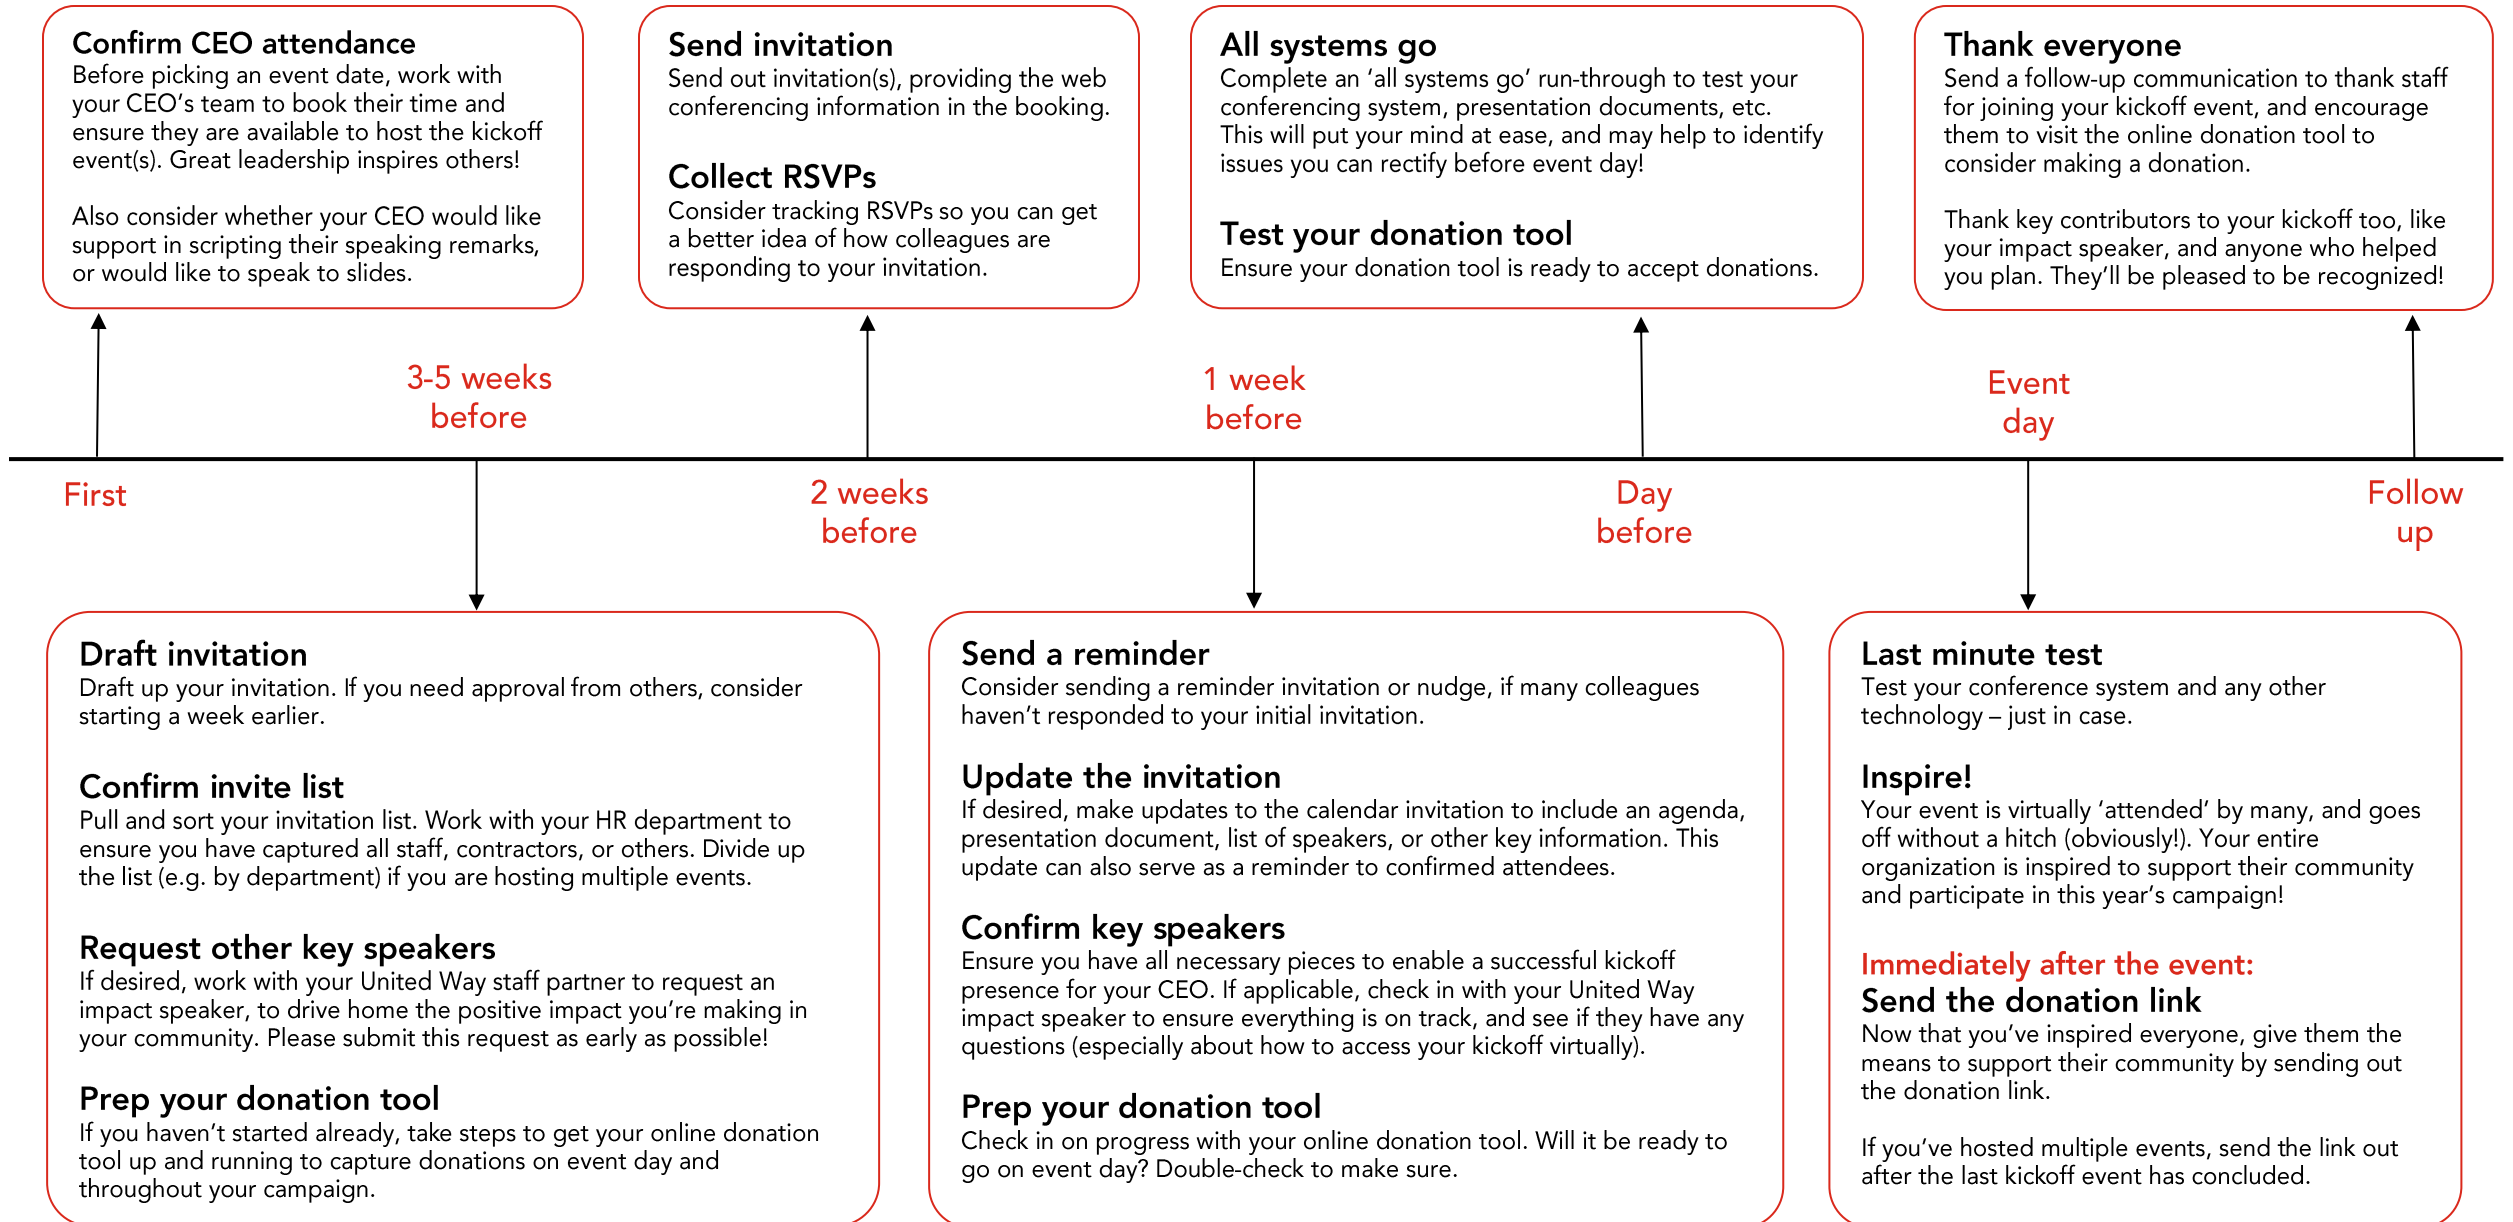 Confirm CEO attendance
Before picking an event date, work with
your CEO’s team to book their time and
ensure they are available to host the kickoff
event(s). Great leadership inspires others!
Also consider whether your CEO would like
support in scripting their speaking remarks,
or would like to speak to slides.
Send invitation
Send out invitation(s), providing the web
conferencing information in the booking.
Collect RSVPs
Consider tracking RSVPs so you can get
a better idea of how colleagues are
responding to your invitation.
All systems go
Complete an ‘all systems go’ run-through to test your
conferencing system, presentation documents, etc.
This will put your mind at ease, and may help to identify
issues you can rectify before event day!
Test your donation tool
Ensure your donation tool is ready to accept donations.
Thank everyone
Send a follow-up communication to thank staff
for joining your kickoff event, and encourage
them to visit the online donation tool to
consider making a donation.
Thank key contributors to your kickoff too, like
your impact speaker, and anyone who helped
you plan. They’ll be pleased to be recognized!
3-5 weeks
before
1 week
before
Event
day
First
2 weeks
before
Day
before
Follow
up
Draft invitation
Draft up your invitation. If you need approval from others, consider
starting a week earlier.
Confirm invite list
Pull and sort your invitation list. Work with your HR department to
ensure you have captured all staff, contractors, or others. Divide up
the list (e.g. by department) if you are hosting multiple events.
Request other key speakers
If desired, work with your United Way staff partner to request an
impact speaker, to drive home the positive impact you’re making in
your community. Please submit this request as early as possible!
Prep your donation tool
If you haven’t started already, take steps to get your online donation
tool up and running to capture donations on event day and
throughout your campaign.
Send a reminder
Consider sending a reminder invitation or nudge, if many colleagues
haven’t responded to your initial invitation.
Update the invitation
If desired, make updates to the calendar invitation to include an agenda,
presentation document, list of speakers, or other key information. This
update can also serve as a reminder to confirmed attendees.
Confirm key speakers
Ensure you have all necessary pieces to enable a successful kickoff
presence for your CEO. If applicable, check in with your United Way
impact speaker to ensure everything is on track, and see if they have any
questions (especially about how to access your kickoff virtually).
Prep your donation tool
Check in on progress with your online donation tool. Will it be ready to
go on event day? Double-check to make sure.
Last minute test
Test your conference system and any other
technology – just in case.
Inspire!
Your event is virtually ‘attended’ by many, and goes
off without a hitch (obviously!). Your entire
organization is inspired to support their community
and participate in this year’s campaign!
Immediately after the event:
Send the donation link
Now that you’ve inspired everyone, give them the
means to support their community by sending out
the donation link.
If you’ve hosted multiple events, send the link out
after the last kickoff event has concluded.